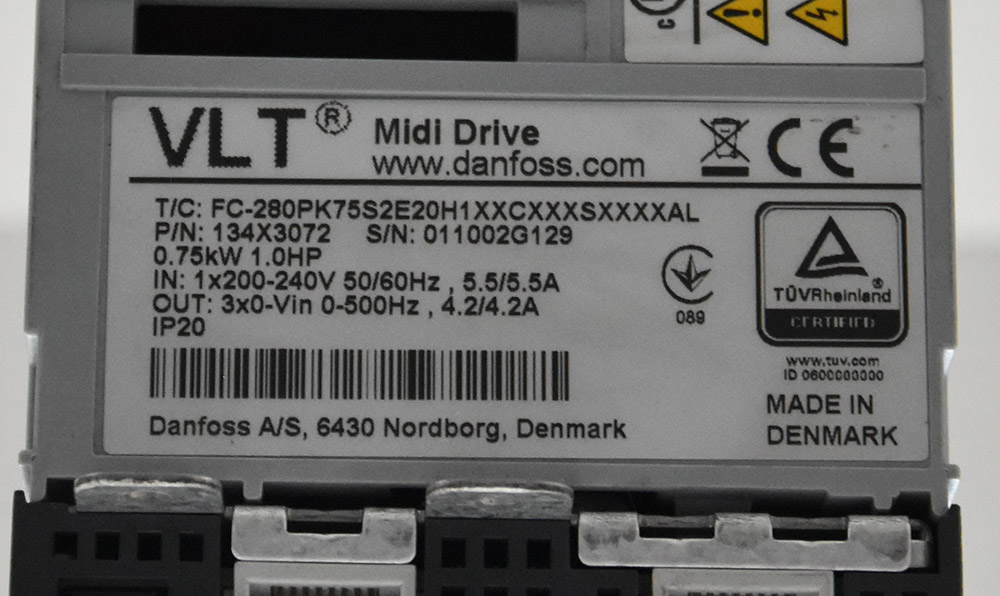 c
VLT® Midi Drive
www.danfoss.com
CE
T/C: FC-280PK75S2E20H1XXCXXXSXXXXAL
P/N: 134X3072 S/N: 011002G129
0.75kW 1.0HP
IN: 1x200-240V 50/60Hz , 5.5/5.5A
OUT: 3x0-Vin 0-500Hz , 4.2/4.2A
IP20
089
TÜVRheinland®
CERTIFIED
www.tuv.com
ID 0600000000
MADE IN
DENMARK
Danfoss A/S, 6430 Nordborg, Denmark